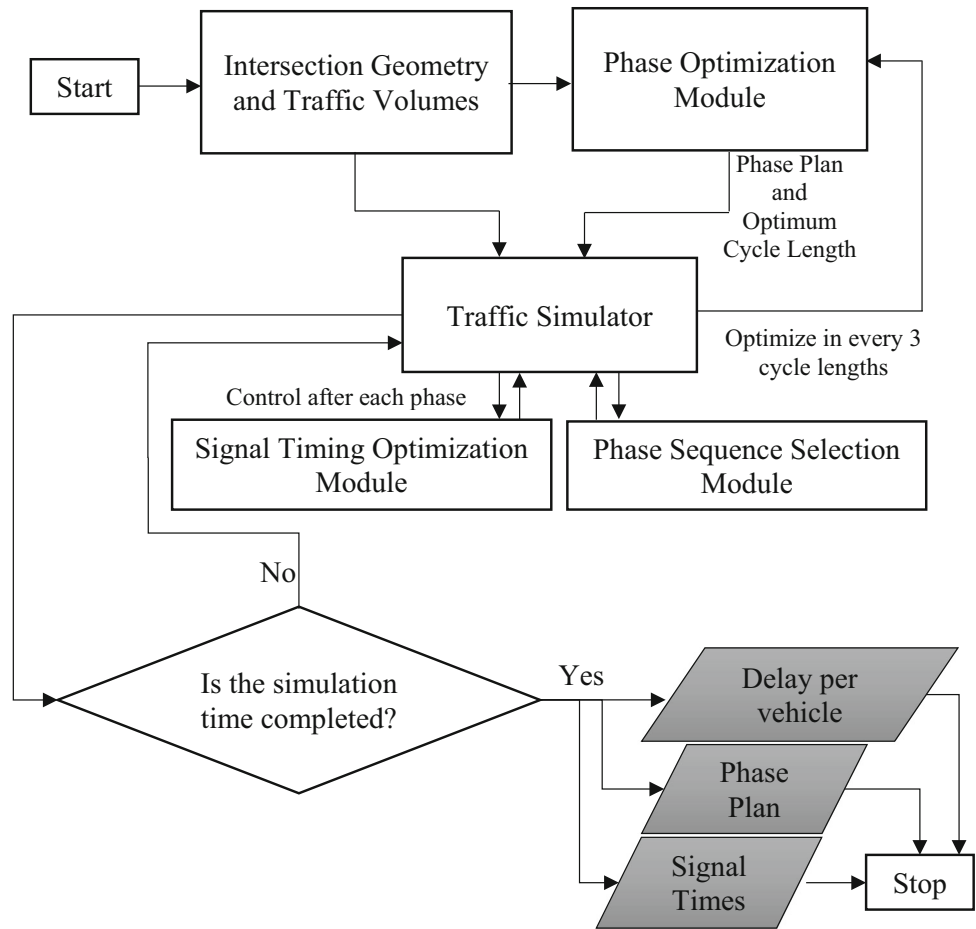 Start
Intersection Geometry
and Traffic Volumes
Phase Optimization
Module
Phase Plan
and
Optimum
Cycle Length
Traffic Simulator
Optimize in every 3
cycle lengths
Control after each phase
Signal Timing Optimization
Module
Phase Sequence Selection
Module
No
Is the simulation
time completed?
Yes
Delay per
vehicle
Phase
Plan
Signal
Times
Stop